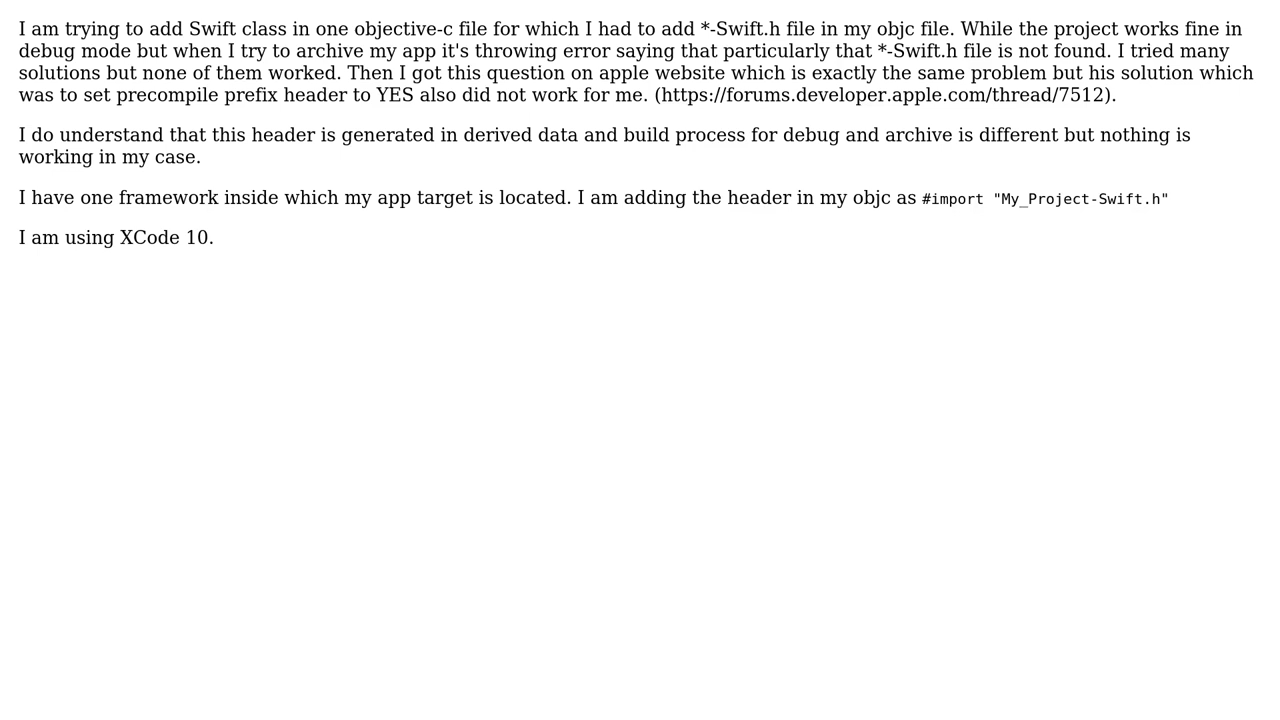 I am trying to add Swift class in one objective-c file for which I had to add *-Swift.h file in my objc file. While the project works fine in
debug mode but when I try to archive my app it's throwing error saying that particularly that *-Swift.h file is not found. I tried many
solutions but none of them worked. Then I got this question on apple website which is exactly the same problem but his solution which
was to set precompile prefix header to YES also did not work for me. (https://forums.developer.apple.com/thread/7512).
I do understand that this header is generated in derived data and build process for debug and archive is different but nothing is
working in my case.
I have one framework inside which my app target is located. I am adding the header in my objc as #import "My_Project-Swift.h"
I am using XCode 10.